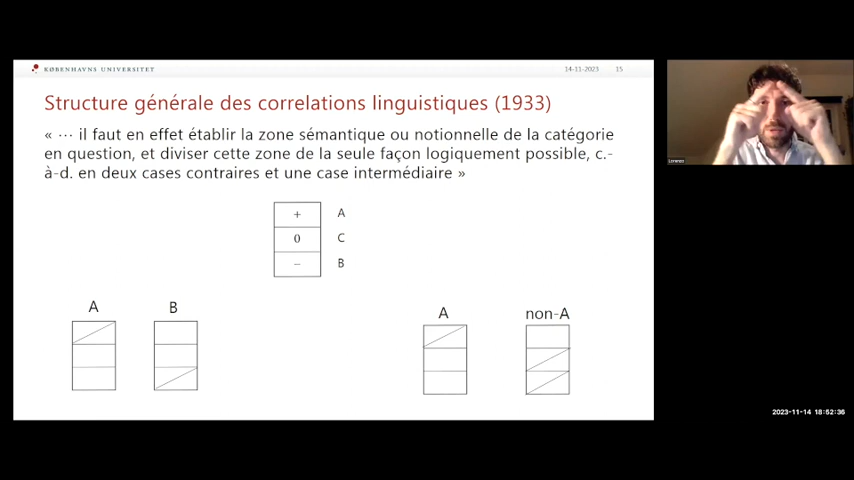 KØBENHAVNS UNIVERSITET
14-11-2023 15
Structure générale des correlations linguistiques (1933)
« ··· il faut en effet établir la zone sémantique ou notionnelle de la catégorie
en question, et diviser cette zone de la seule façon logiquement possible, c.-
à-d. en deux cases contraires et une case intermédiaire »
+ A
0 C
– B
A B
A non-A
Lorenzo
2023-11-14 18:52:36